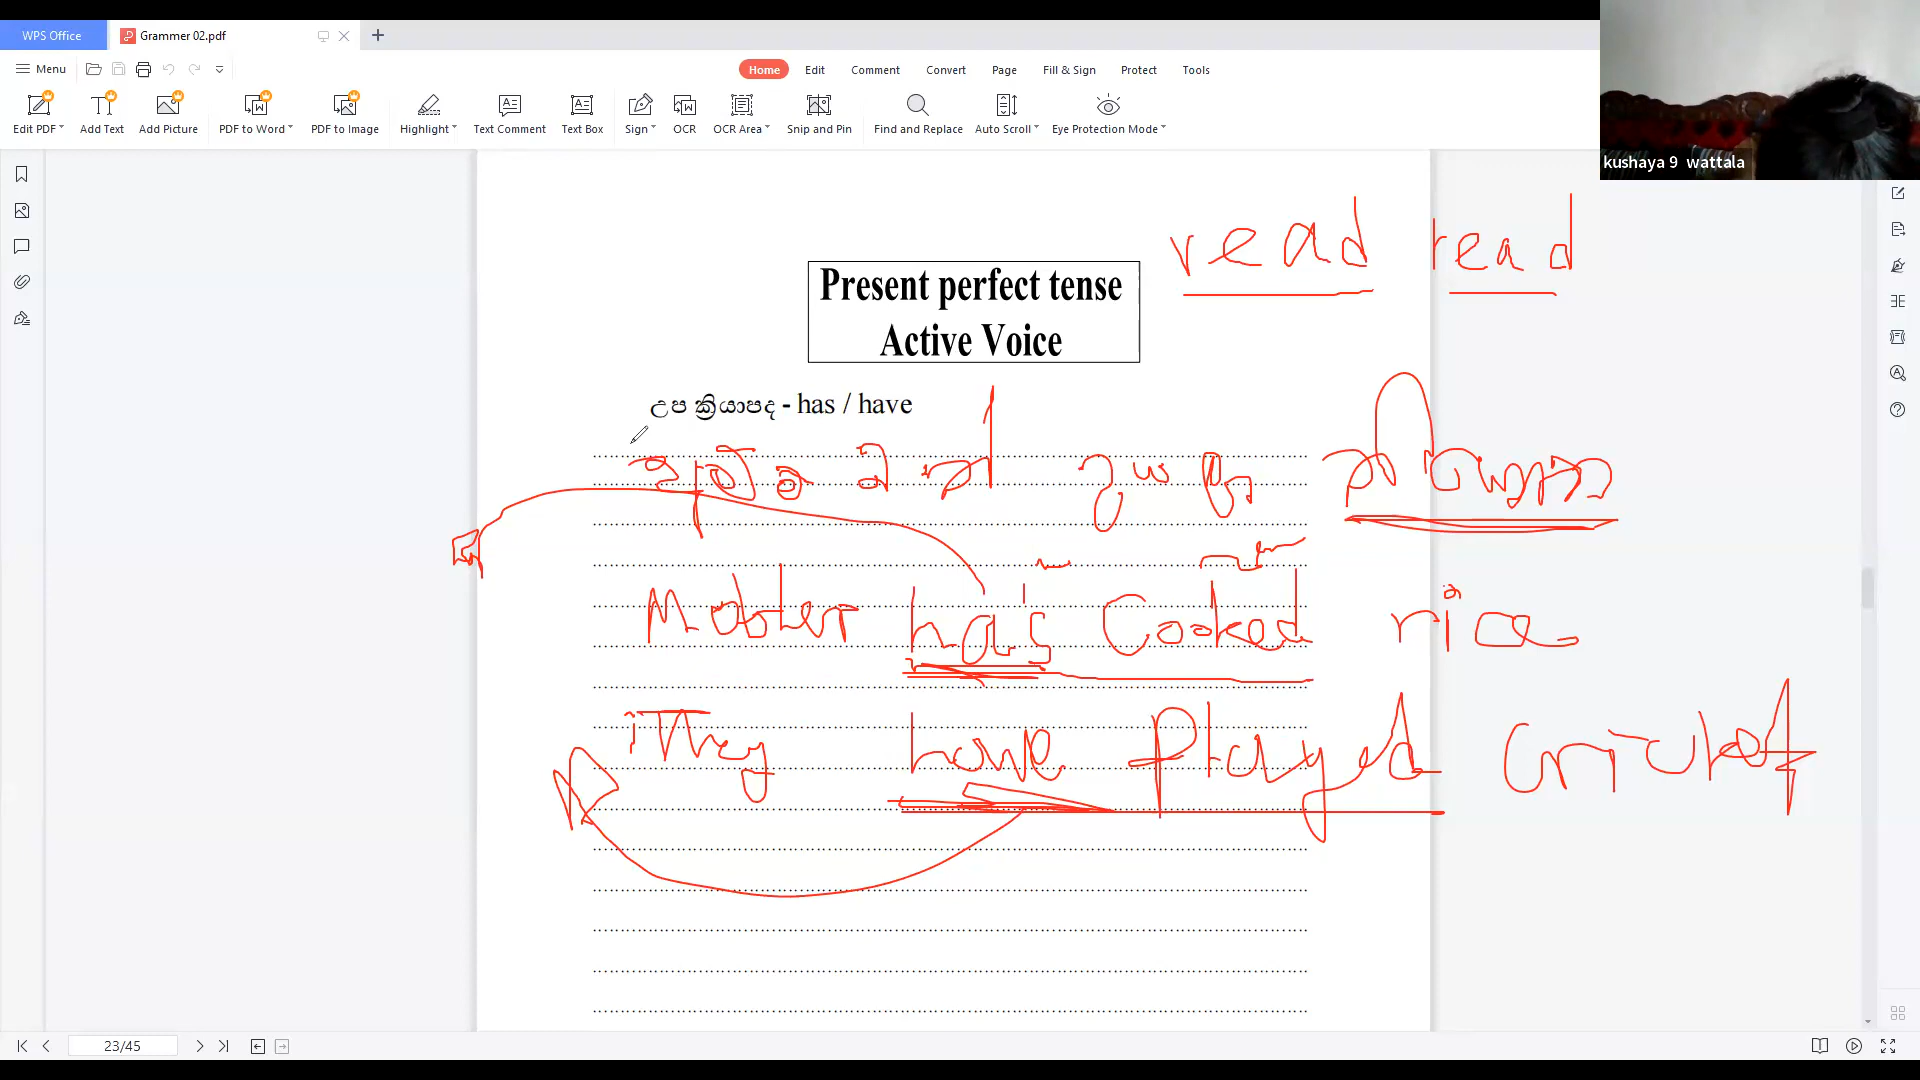 WPS Office Grammer 02.pdf
Menu Home Edit Comment Convert Page Fill & Sign Protect Tools
Edit PDF Add Text Add Picture PDF to Word PDF to Image Highlight Text Comment Text Box Sign OCR OCR Area Snip and Pin Find and Replace Auto Scroll Eye Protection Mode
kushaya 9 wattala
read read
Present perfect tense
Active Voice
උප ක්‍රියාපද - has / have
Mother has Cooked rice
They have Played Cricket
23/45